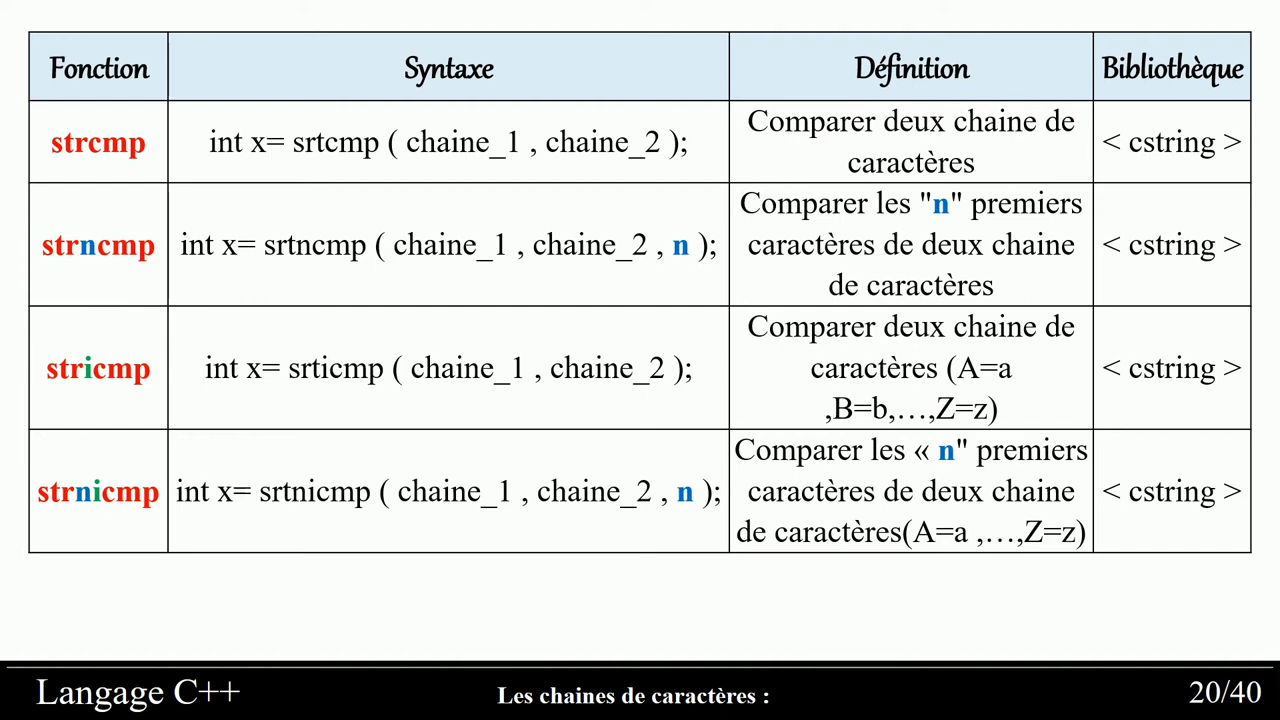 Fonction Syntaxe Définition Bibliothèque
strcmp int x= srtcmp ( chaine_1 , chaine_2 ); Comparer deux chaine de
caractères < cstring >
strncmp int x= srtncmp ( chaine_1 , chaine_2 , n ); Comparer les "n" premiers
caractères de deux chaine
de caractères < cstring >
stricmp int x= srticmp ( chaine_1 , chaine_2 ); Comparer deux chaine de
caractères (A=a
,B=b,…,Z=z) < cstring >
strnicmp int x= srtnicmp ( chaine_1 , chaine_2 , n ); Comparer les « n" premiers
caractères de deux chaine
de caractères(A=a ,…,Z=z) < cstring >
Langage C++ Les chaines de caractères : 20/40